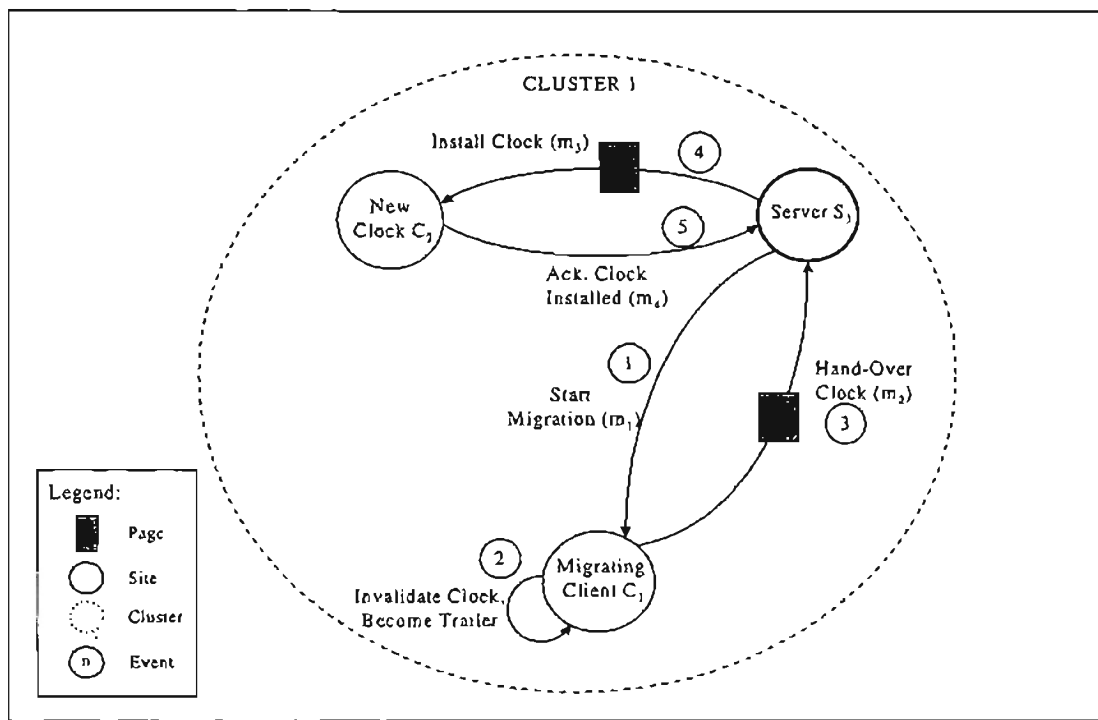 CLUSTER 1
Install Clock (m₃)
4
New
Clock C₂
Server S₁
5
Ack. Clock
Installed (m₄)
1
Start
Migration (m₁)
Hand-Over
Clock (m₂)
3
Legend:
Page
Site
Cluster
n
Event
2
Migrating
Client C₁
Invalidate Clock,
Become Trailer